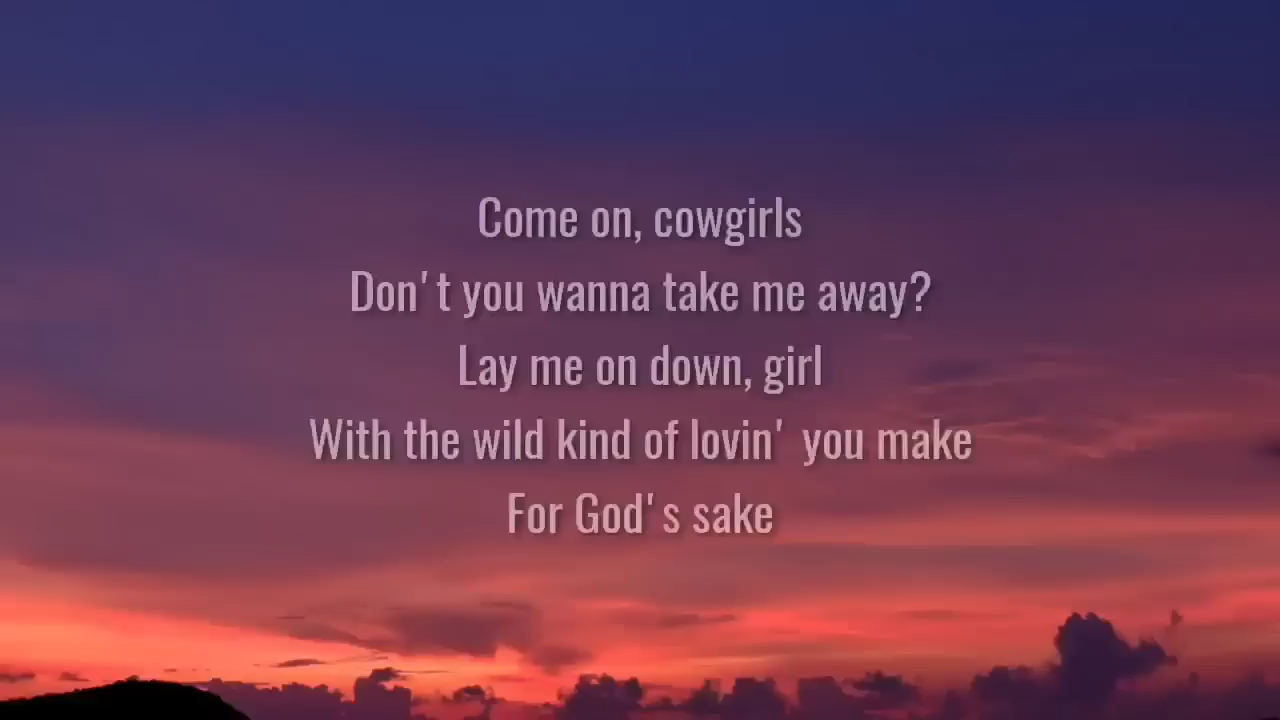 Come on, cowgirls
Don't you wanna take me away?
Lay me on down, girl
With the wild kind of lovin' you make
For God's sake